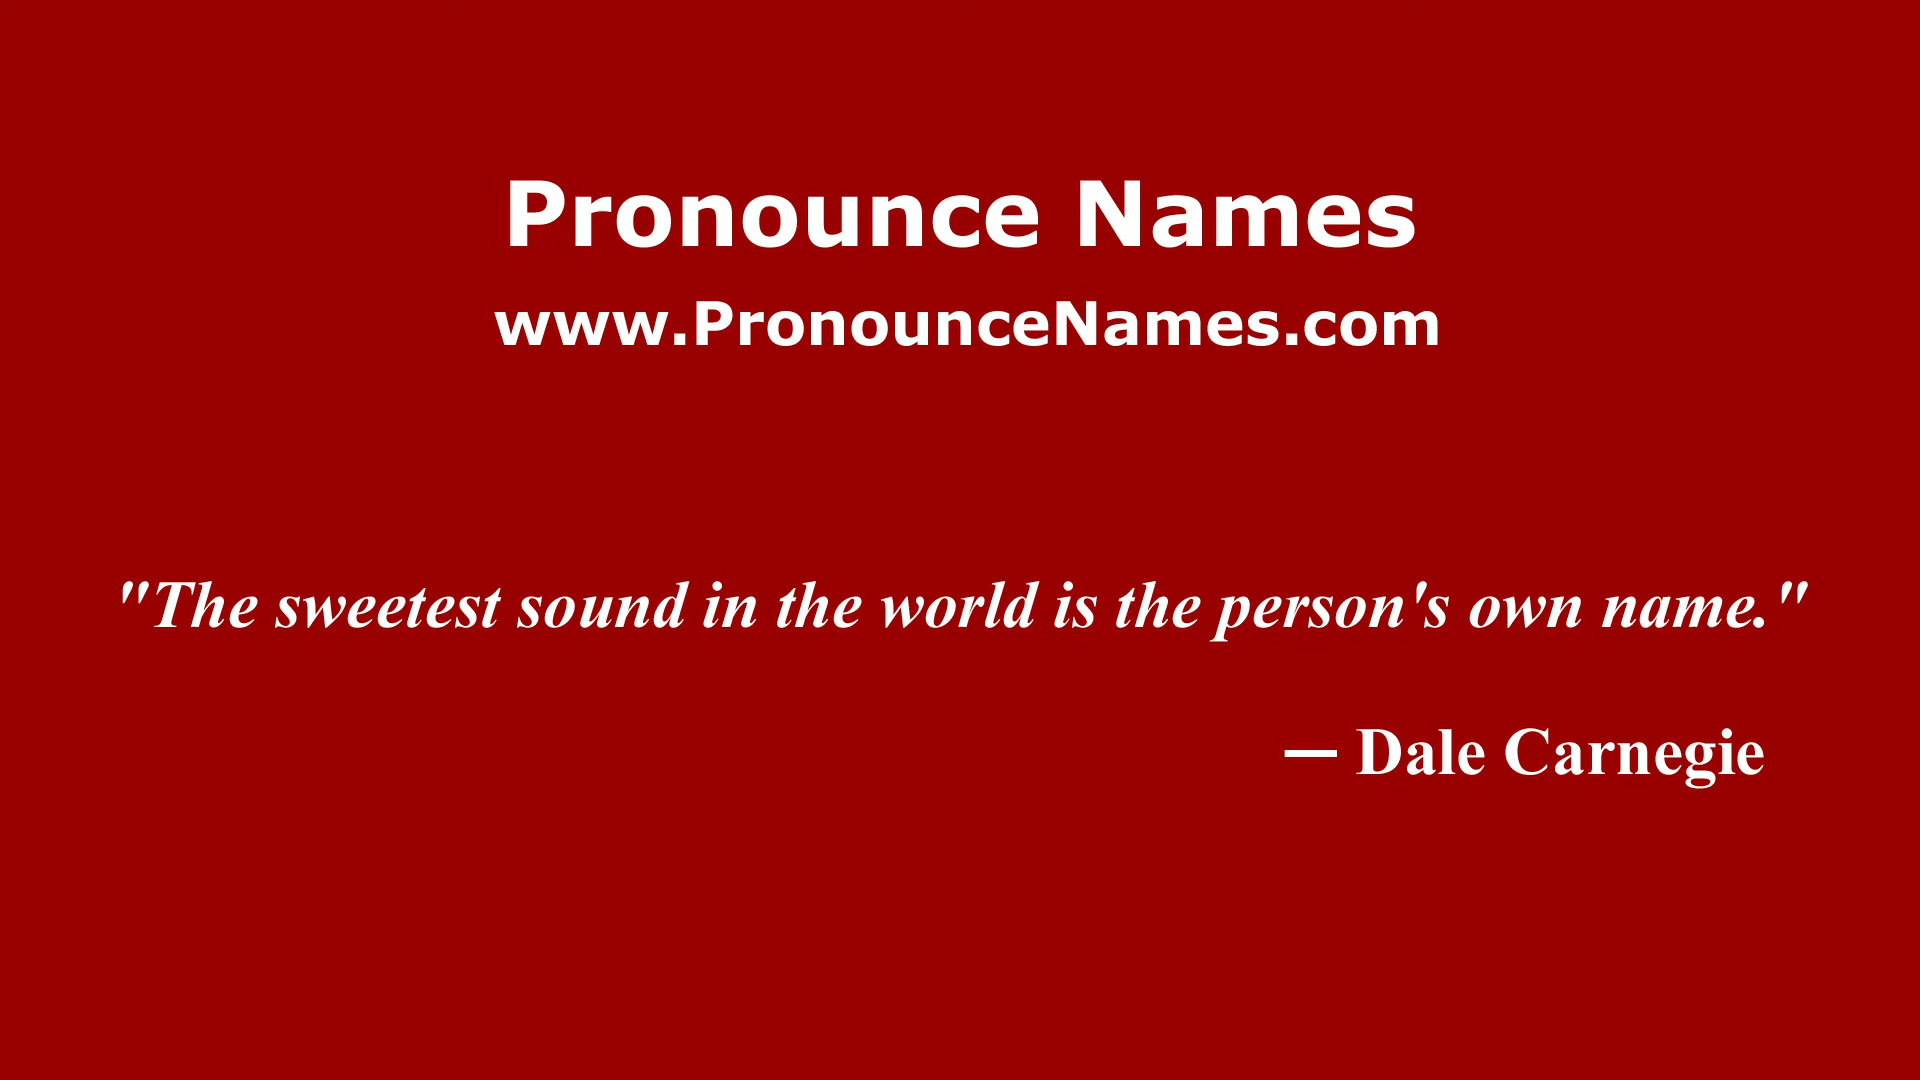 Pronounce Names
www.PronounceNames.com
"The sweetest sound in the world is the person's own name."
— Dale Carnegie